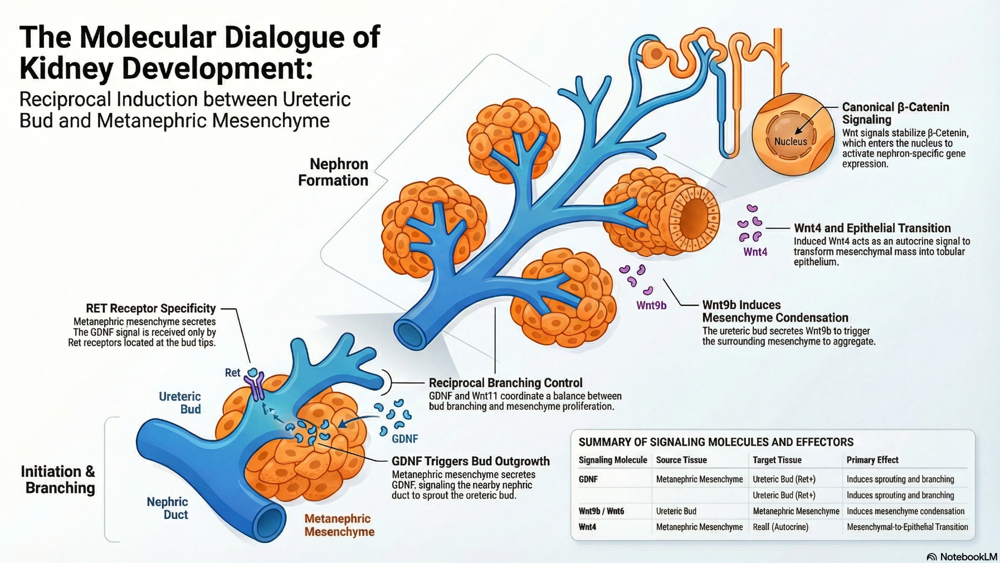 The Molecular Dialogue of
Kidney Development:
Reciprocal Induction between Ureteric
Bud and Metanephric Mesenchyme
Nephron
Formation
Nucleus
Canonical β-Catenin
Signaling
Wnt signals stabilize β-Cetenin,
which enters the nucleus to
activate nephron-specific gene
expression.
Wnt4
Wnt4 and Epithelial Transition
Induced Wnt4 acts as an autocrine signal to
transform mesenchymal mass into tobular
epithelium.
Wnt9b
Wnt9b Induces
Mesenchyme Condensation
The ureteric bud secretes Wnt9b to trigger
the surrounding mesenchyme to aggregate.
RET Receptor Specificity
Metanephric mesenchyme secretes
The GDNF signal is received only by
Ret receptors located at the bud tips.
Ret
Ureteric
Bud
Reciprocal Branching Control
GDNF and Wnt11 coordinate a balance between
bud branching and mesenchyme proliferation.
GDNF
GDNF Triggers Bud Outgrowth
Metanephric mesenchyme secretes
GDNF, signaling the nearby nephric
duct to sprout the oreteric bud.
Initiation &
Branching
Nephric
Duct
Metanephric
Mesenchyme
SUMMARY OF SIGNALING MOLECULES AND EFFECTORS
Signaling Molecule Source Tissue Target Tissue Primary Effect
GDNF Metanephric Mesenchyme Ureteric Bud (Ret+) Induces sprouting and branching
Ureteric Bud (Ret+) Induces sprouting and branching
Wnt9b / Wnt6 Ureteric Bud Metanephric Mesenchyme Induces mesenchyme condensation
Wnt4 Metanephric Mesenchyme (Autocrine) Mesenchymal-to-Epithefial Transition
NotebookLM